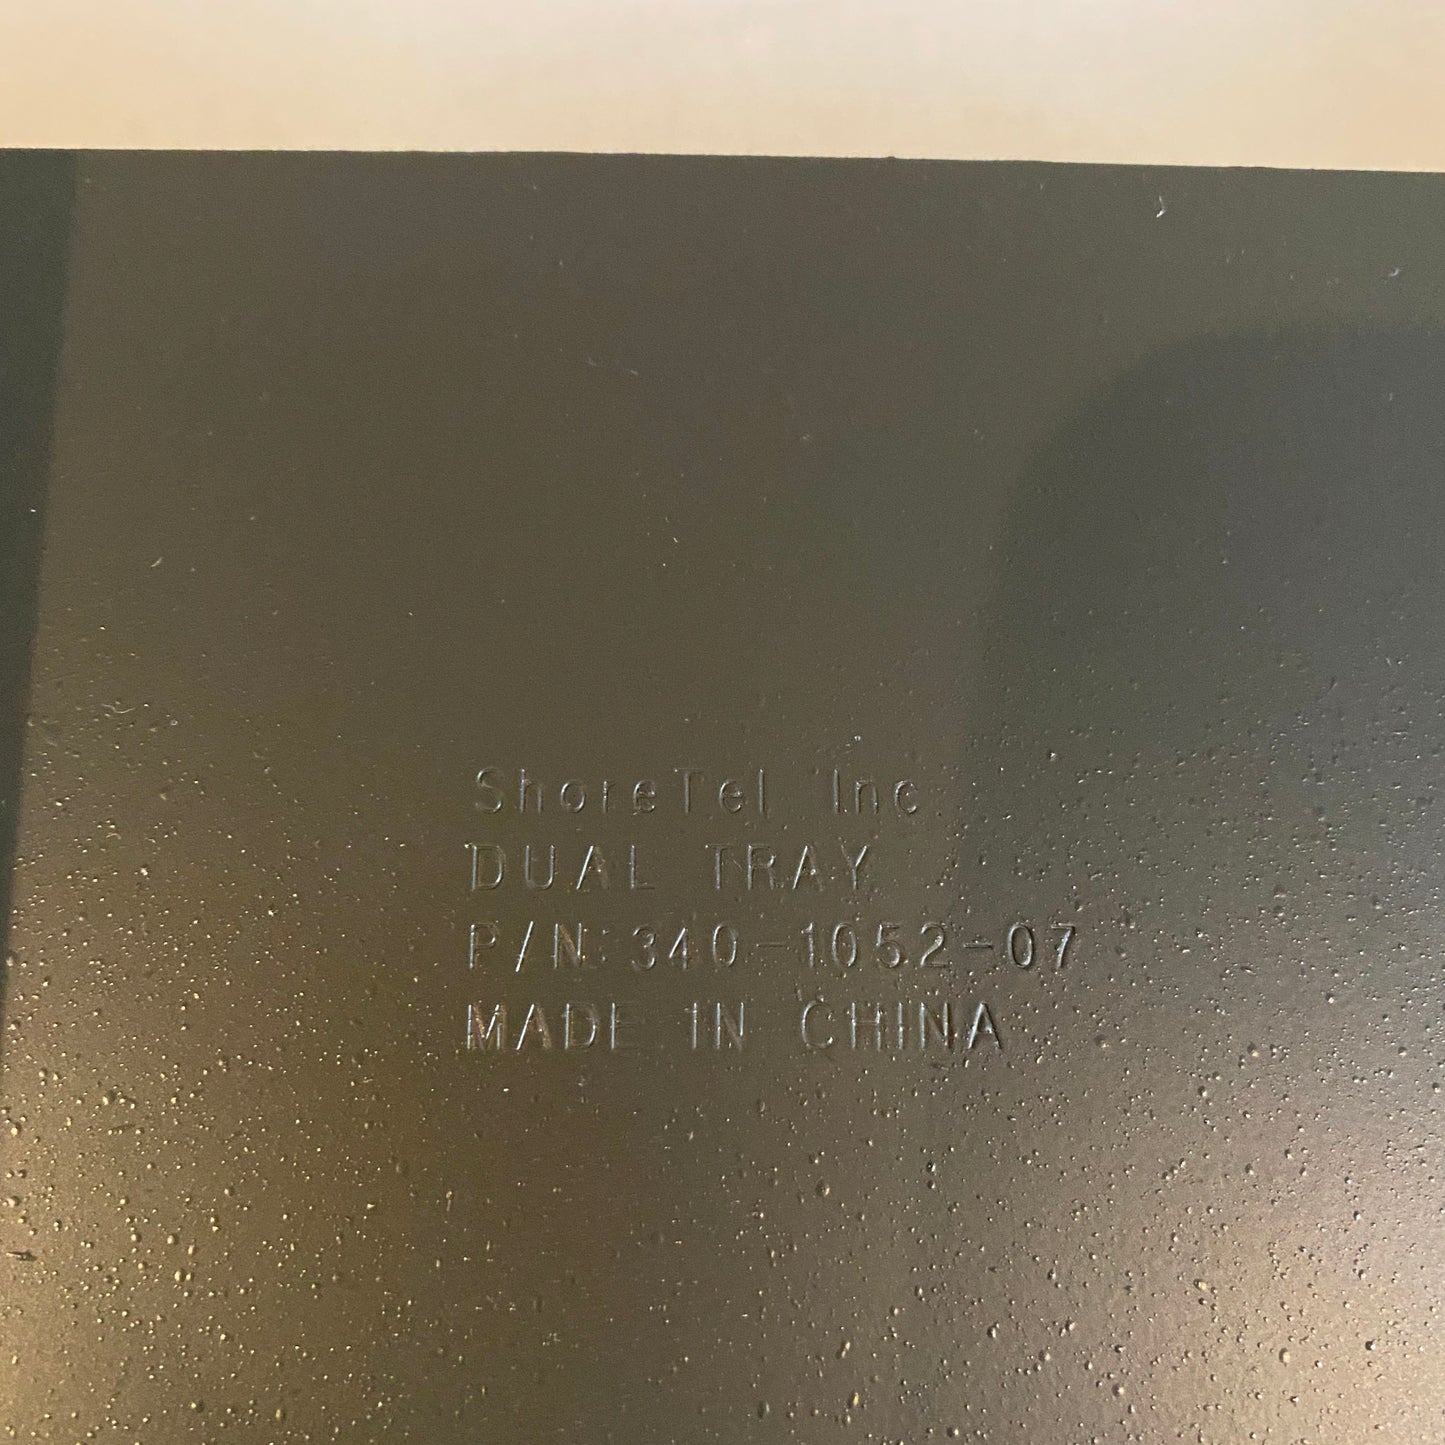 ShoreTel Inc
DUAL TRAY
P/N:340-1052-07
MADE IN CHINA